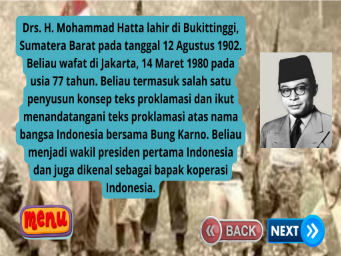 Drs. H. Mohammad Hatta lahir di Bukittinggi,
Sumatera Barat pada tanggal 12 Agustus 1902.
Beliau wafat di Jakarta, 14 Maret 1980 pada
usia 77 tahun. Beliau termasuk salah satu
penyusun konsep teks proklamasi dan ikut
menandatangani teks proklamasi atas nama
bangsa Indonesia bersama Bung Karno. Beliau
menjadi wakil presiden pertama Indonesia
dan juga dikenal sebagai bapak koperasi
Indonesia.
menu
BACK
NEXT